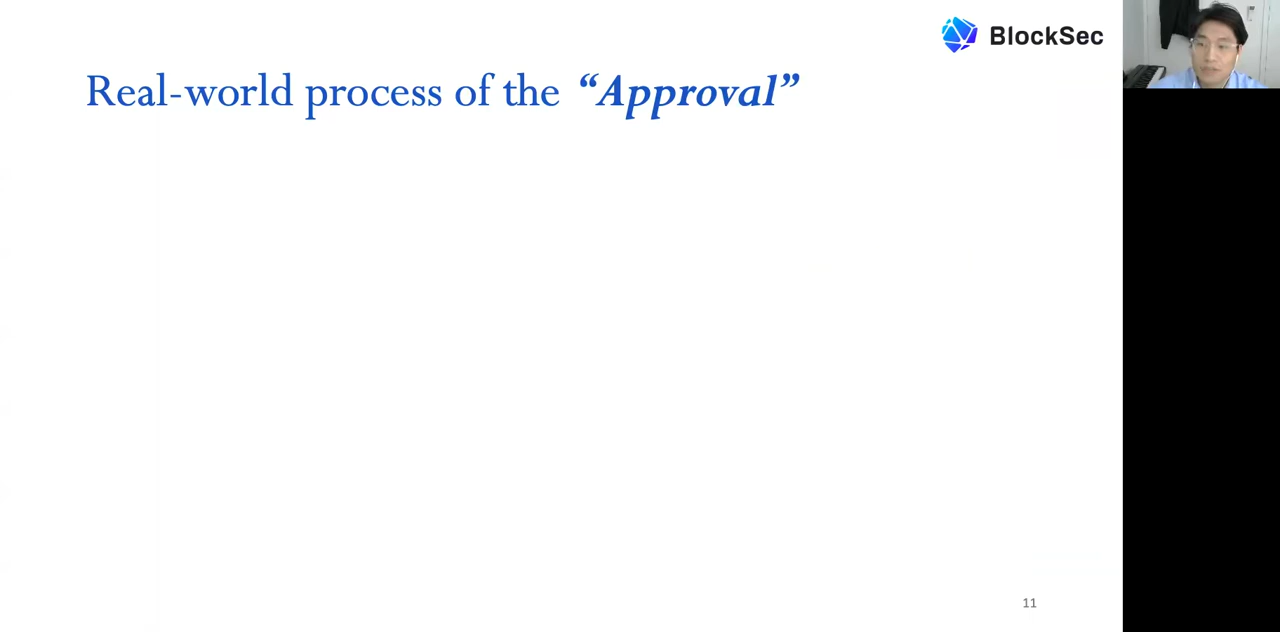 BlockSec
Real-world process of the “Approval”
11